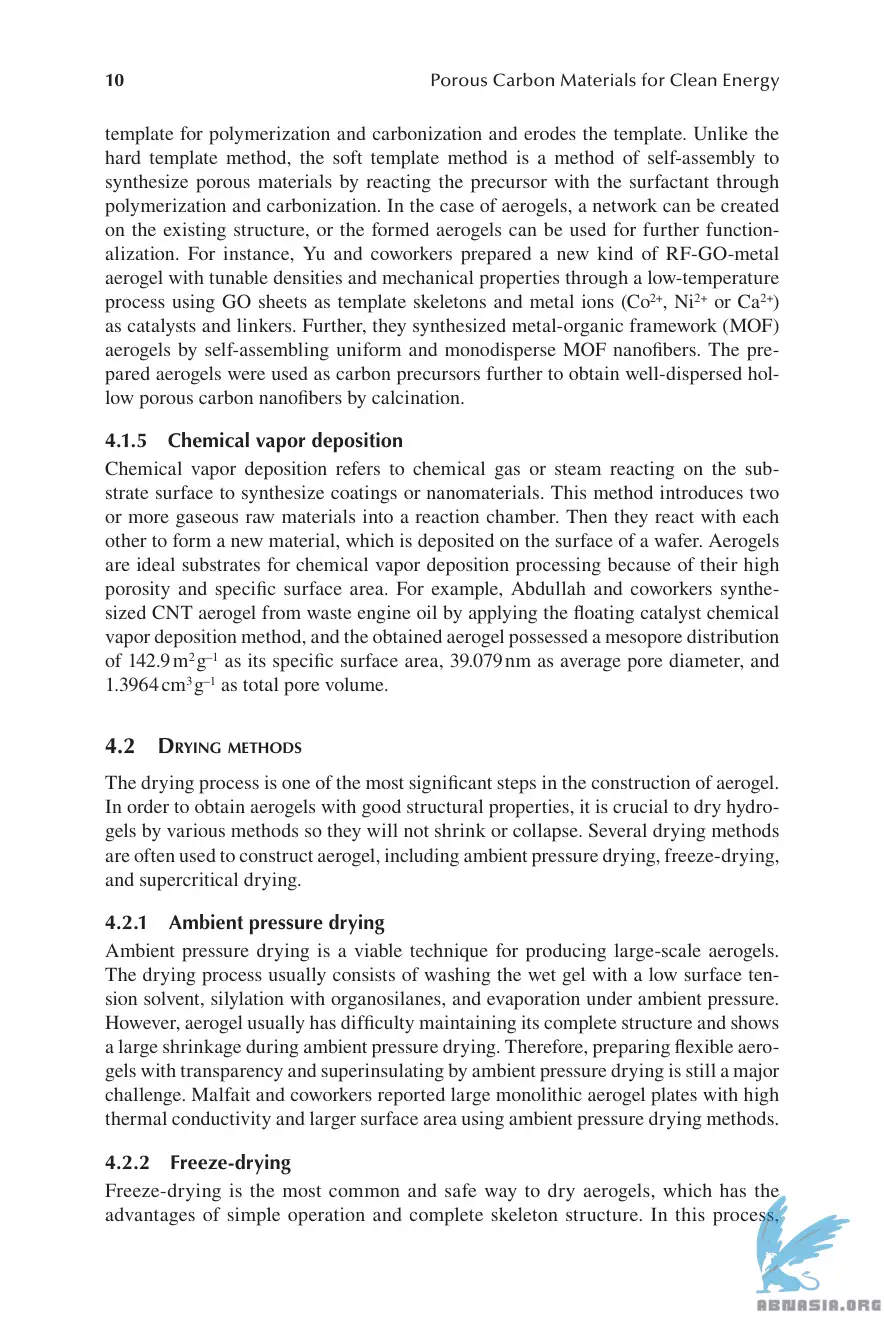 10 Porous Carbon Materials for Clean Energy
template for polymerization and carbonization and erodes the template. Unlike the
hard template method, the soft template method is a method of self-assembly to
synthesize porous materials by reacting the precursor with the surfactant through
polymerization and carbonization. In the case of aerogels, a network can be created
on the existing structure, or the formed aerogels can be used for further function-
alization. For instance, Yu and coworkers prepared a new kind of RF-GO-metal
aerogel with tunable densities and mechanical properties through a low-temperature
process using GO sheets as template skeletons and metal ions (Co²⁺, Ni²⁺ or Ca²⁺)
as catalysts and linkers. Further, they synthesized metal-organic framework (MOF)
aerogels by self-assembling uniform and monodisperse MOF nanofibers. The pre-
pared aerogels were used as carbon precursors further to obtain well-dispersed hol-
low porous carbon nanofibers by calcination.
4.1.5 Chemical vapor deposition
Chemical vapor deposition refers to chemical gas or steam reacting on the sub-
strate surface to synthesize coatings or nanomaterials. This method introduces two
or more gaseous raw materials into a reaction chamber. Then they react with each
other to form a new material, which is deposited on the surface of a wafer. Aerogels
are ideal substrates for chemical vapor deposition processing because of their high
porosity and specific surface area. For example, Abdullah and coworkers synthe-
sized CNT aerogel from waste engine oil by applying the floating catalyst chemical
vapor deposition method, and the obtained aerogel possessed a mesopore distribution
of 142.9 m² g⁻¹ as its specific surface area, 39.079 nm as average pore diameter, and
1.3964 cm³ g⁻¹ as total pore volume.
4.2 Drying methods
The drying process is one of the most significant steps in the construction of aerogel.
In order to obtain aerogels with good structural properties, it is crucial to dry hydro-
gels by various methods so they will not shrink or collapse. Several drying methods
are often used to construct aerogel, including ambient pressure drying, freeze-drying,
and supercritical drying.
4.2.1 Ambient pressure drying
Ambient pressure drying is a viable technique for producing large-scale aerogels.
The drying process usually consists of washing the wet gel with a low surface ten-
sion solvent, silylation with organosilanes, and evaporation under ambient pressure.
However, aerogel usually has difficulty maintaining its complete structure and shows
a large shrinkage during ambient pressure drying. Therefore, preparing flexible aero-
gels with transparency and superinsulating by ambient pressure drying is still a major
challenge. Malfait and coworkers reported large monolithic aerogel plates with high
thermal conductivity and larger surface area using ambient pressure drying methods.
4.2.2 Freeze-drying
Freeze-drying is the most common and safe way to dry aerogels, which has the
advantages of simple operation and complete skeleton structure. In this process,
ABNASIA.ORG